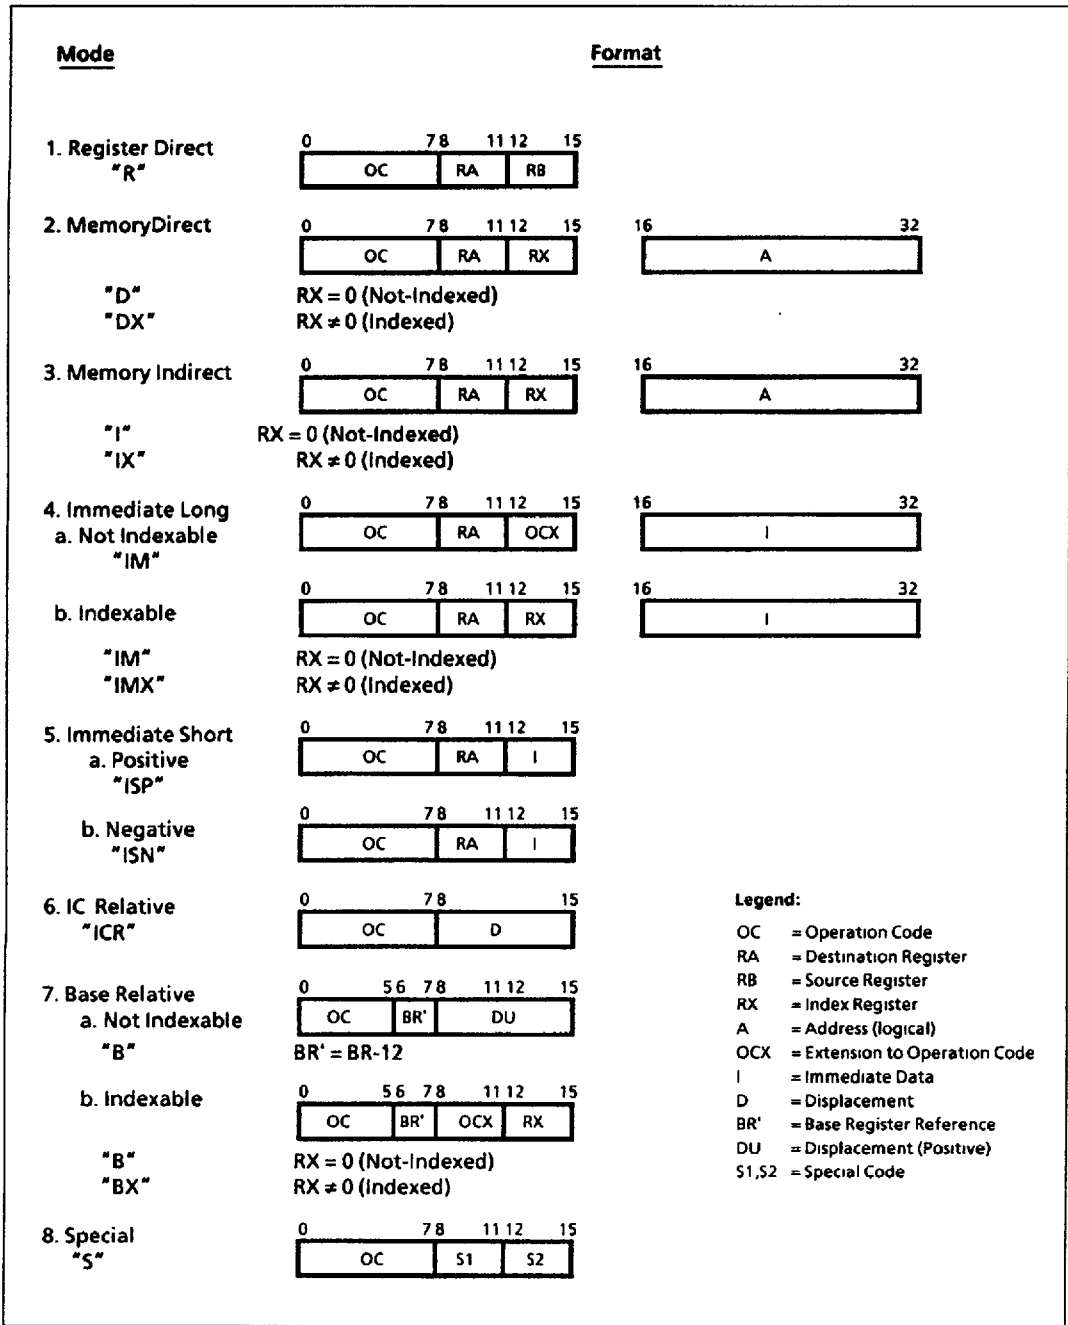 Mode Format
0 7 8 11 12 15
1. Register Direct OC RA RB
"R"
2. MemoryDirect 0 7 8 11 12 15 16 32
OC RA RX A
"D" RX = 0 (Not-Indexed)
"DX" RX ≠ 0 (Indexed)
3. Memory Indirect 0 7 8 11 12 15 16 32
OC RA RX A
"I" RX = 0 (Not-Indexed)
"IX" RX ≠ 0 (Indexed)
4. Immediate Long 0 7 8 11 12 15 16 32
a. Not Indexable OC RA OCX I
"IM"
0 7 8 11 12 15 16 32
b. Indexable OC RA RX I
"IM" RX = 0 (Not-Indexed)
"IMX" RX ≠ 0 (Indexed)
5. Immediate Short 0 7 8 11 12 15
a. Positive OC RA I
"ISP"
0 7 8 11 12 15
b. Negative OC RA I
"ISN"
6. IC Relative 0 7 8 15
"ICR" OC D
7. Base Relative 0 5 6 7 8 11 12 15
a. Not Indexable OC BR' DU
"B" BR' = BR-12
0 5 6 7 8 11 12 15
b. Indexable OC BR' OCX RX
"B" RX = 0 (Not-Indexed)
"BX" RX ≠ 0 (Indexed)
8. Special 0 7 8 11 12 15
"S" OC S1 S2
Legend:
OC = Operation Code
RA = Destination Register
RB = Source Register
RX = Index Register
A = Address (logical)
OCX = Extension to Operation Code
I = Immediate Data
D = Displacement
BR' = Base Register Reference
DU = Displacement (Positive)
S1,S2 = Special Code